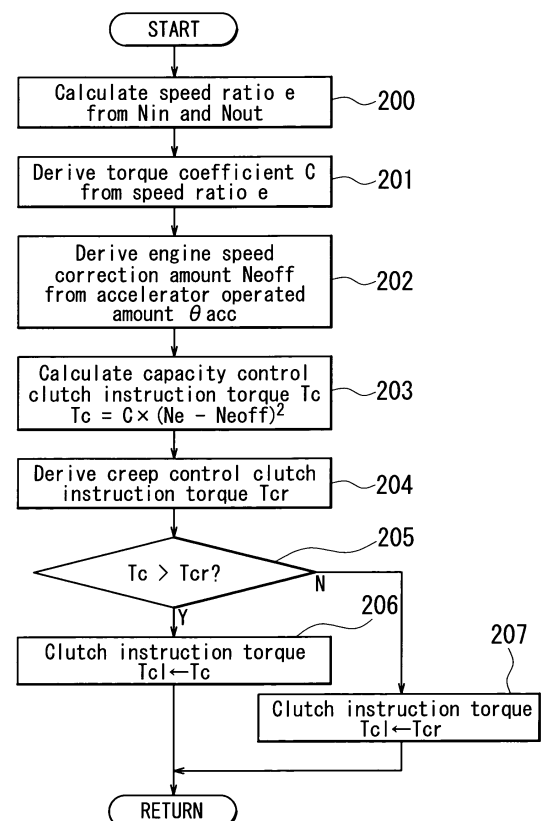 START
Calculate speed ratio e
from Nin and Nout
200
Derive torque coefficient C
from speed ratio e
201
Derive engine speed
correction amount Neoff
from accelerator operated
amount θacc
202
Calculate capacity control
clutch instruction torque Tc
Tc = C × (Ne - Neoff)²
203
Derive creep control clutch
instruction torque Tcr
204
205
Tc > Tcr?
N
Y
206
Clutch instruction torque
Tcl←Tc
207
Clutch instruction torque
Tcl←Tcr
RETURN